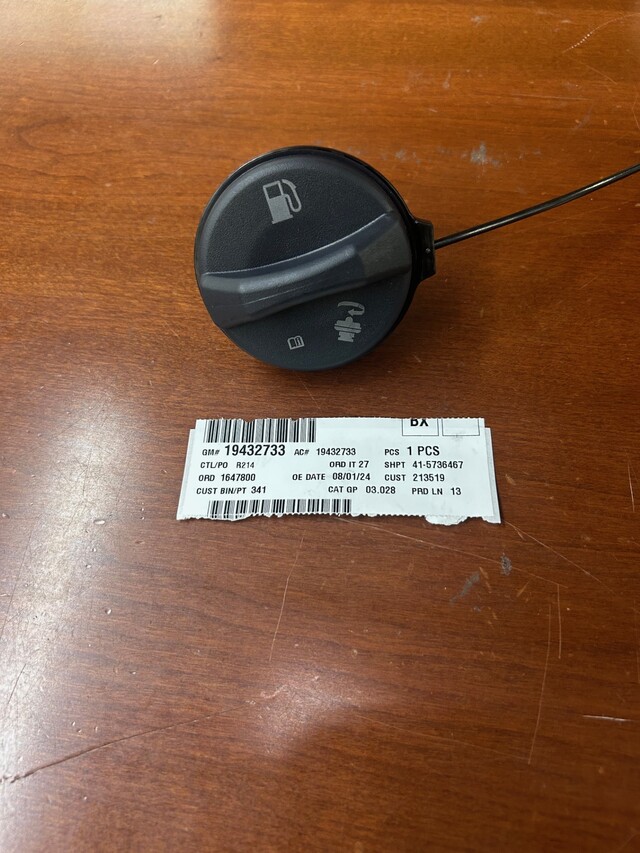 BX
GM# 19432733 AC# 19432733 PCS 1 PCS
CTL/PO R214 ORD IT 27 SHPT 41-5736467
ORD 1647800 OE DATE 08/01/24 CUST 213519
CUST BIN/PT 341 CAT GP 03.028 PRD LN 13